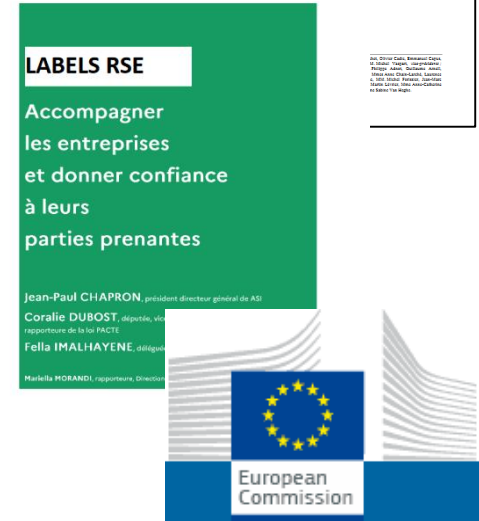 LABELS RSE
Accompagner
les entreprises
et donner confiance
à leurs
parties prenantes
Jean-Paul CHAPRON, président directeur général de ASI
Coralie DUBOST, députée,
rapporteure de la loi PACTE
Fella IMALHAYENE,
Mariella MORANDI, rapporteure, Direction
European
Commission